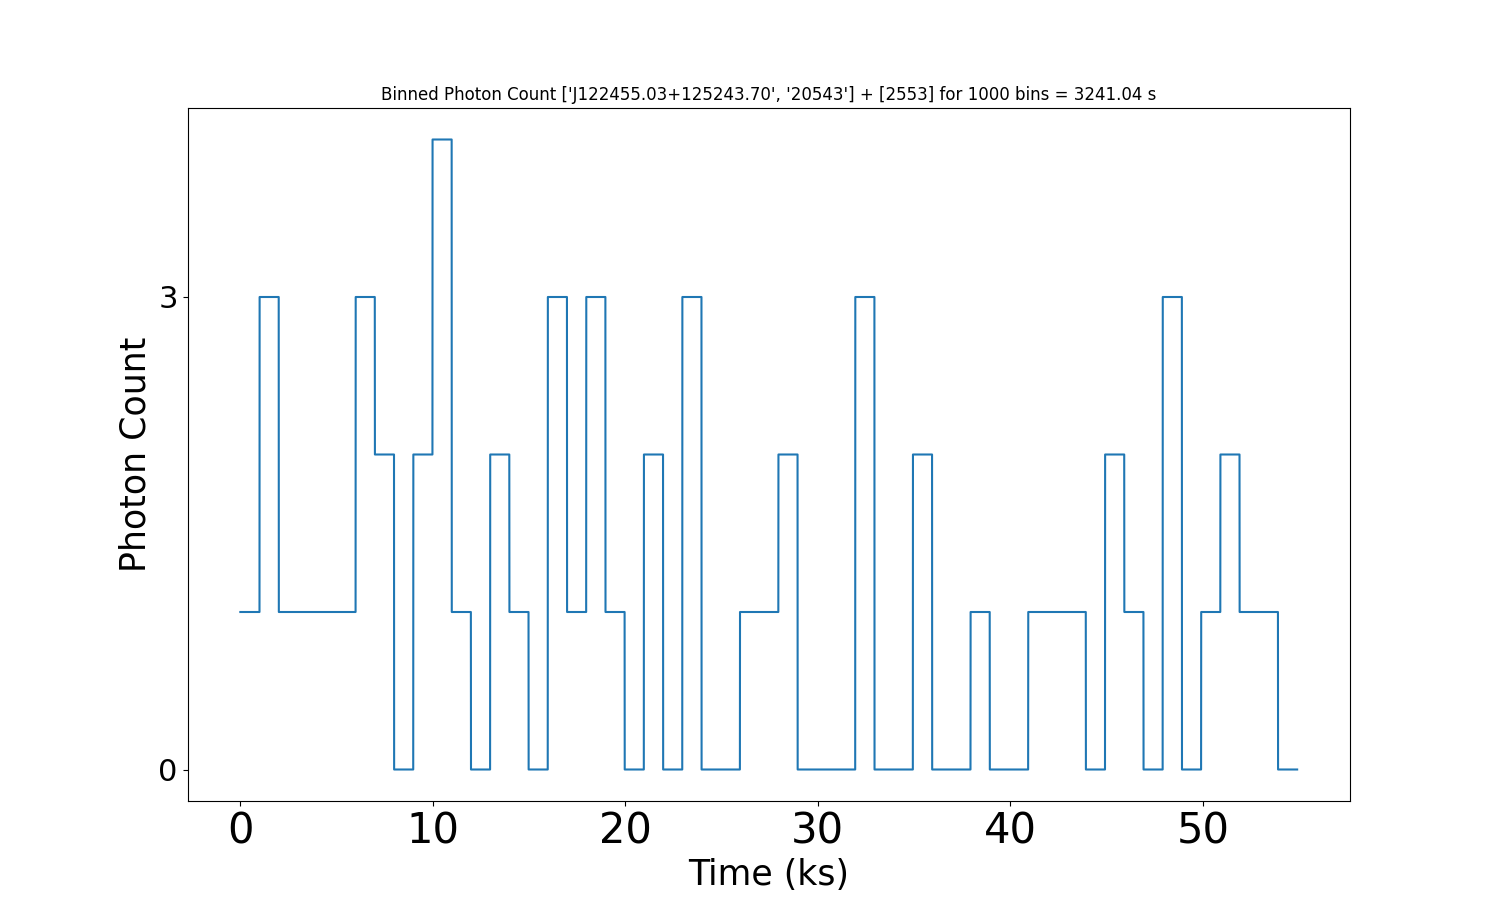 Binned Photon Count ['J122455.03+125243.70', '20543'] + [2553] for 1000 bins = 3241.04 s
Photon Count
3
0
0 10 20 30 40 50
Time (ks)